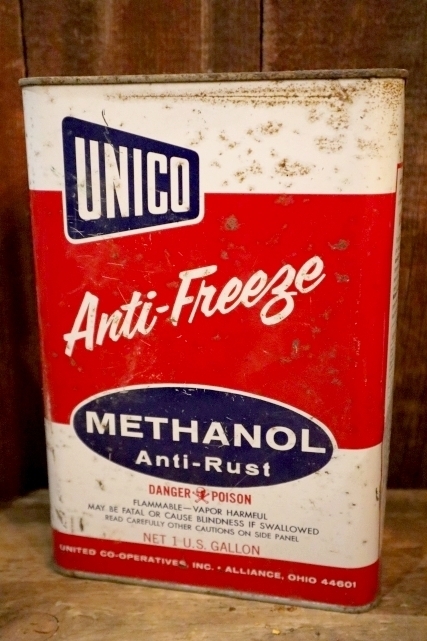 UNICO
Anti-Freeze
METHANOL
Anti-Rust
DANGER POISON
FLAMMABLE—VAPOR HARMFUL
MAY BE FATAL OR CAUSE BLINDNESS IF SWALLOWED
READ CAREFULLY OTHER CAUTIONS ON SIDE PANEL
NET 1 U.S. GALLON
UNITED CO-OPERATIVES, INC. • ALLIANCE, OHIO 44601